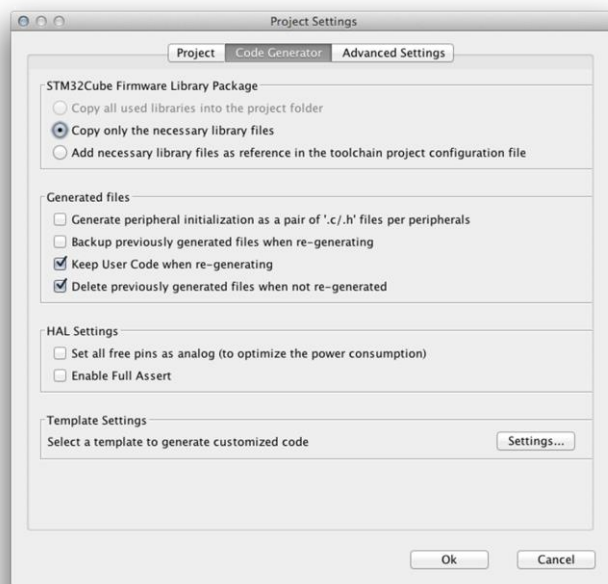 Project Settings
Project Code Generator Advanced Settings
STM32Cube Firmware Library Package
Copy all used libraries into the project folder
Copy only the necessary library files
Add necessary library files as reference in the toolchain project configuration file
Generated files
Generate peripheral initialization as a pair of '.c/.h' files per peripherals
Backup previously generated files when re-generating
Keep User Code when re-generating
Delete previously generated files when not re-generated
HAL Settings
Set all free pins as analog (to optimize the power consumption)
Enable Full Assert
Template Settings
Select a template to generate customized code Settings...
Ok Cancel